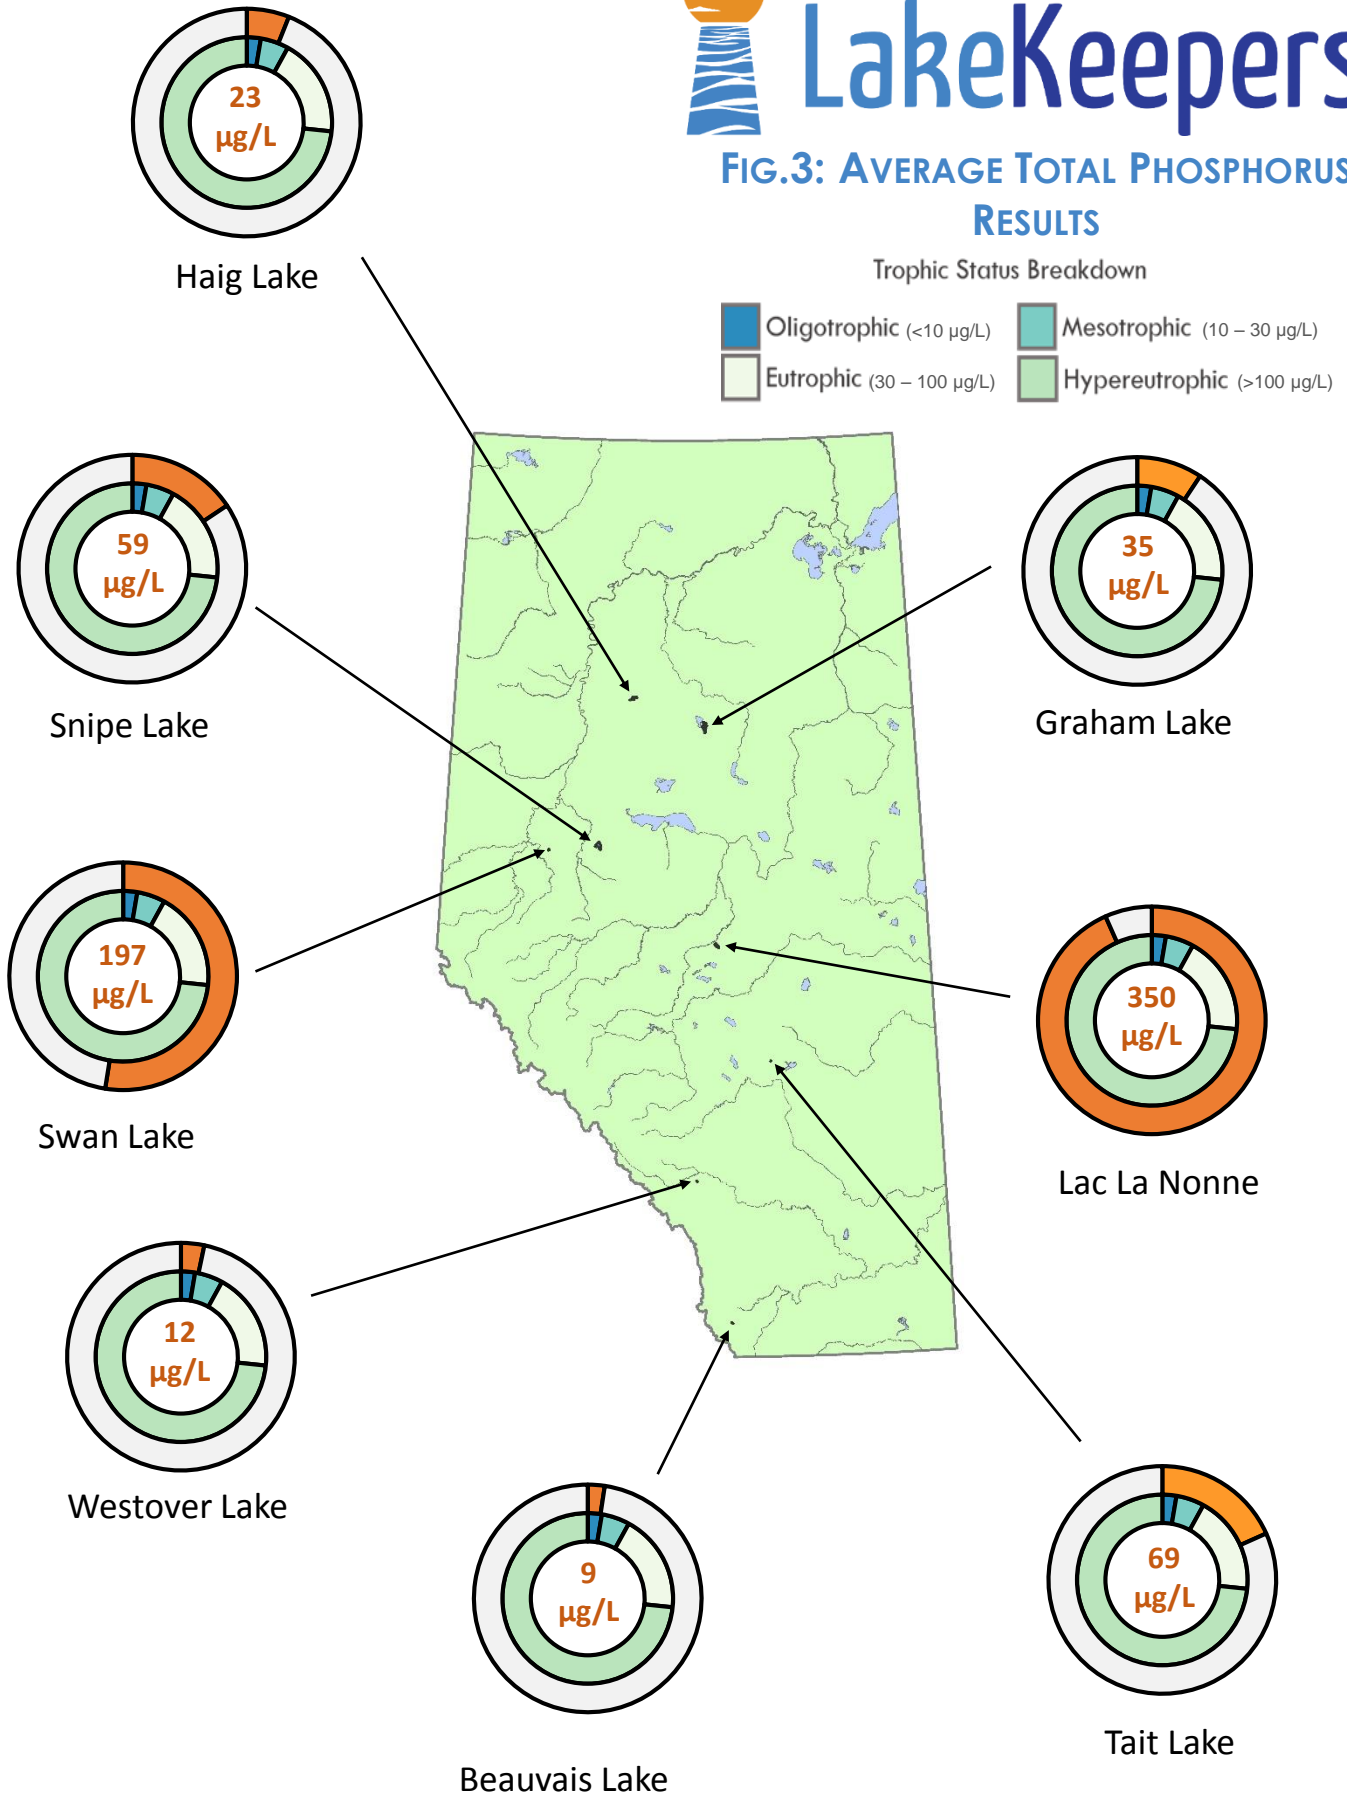 LakeKeepers
FIG.3: AVERAGE TOTAL PHOSPHORUS
RESULTS
Trophic Status Breakdown
Oligotrophic (<10 µg/L)
Mesotrophic (10 – 30 µg/L)
Eutrophic (30 – 100 µg/L)
Hypereutrophic (>100 µg/L)
23
µg/L
Haig Lake
59
µg/L
Snipe Lake
35
µg/L
Graham Lake
197
µg/L
Swan Lake
350
µg/L
Lac La Nonne
12
µg/L
Westover Lake
9
µg/L
Beauvais Lake
69
µg/L
Tait Lake